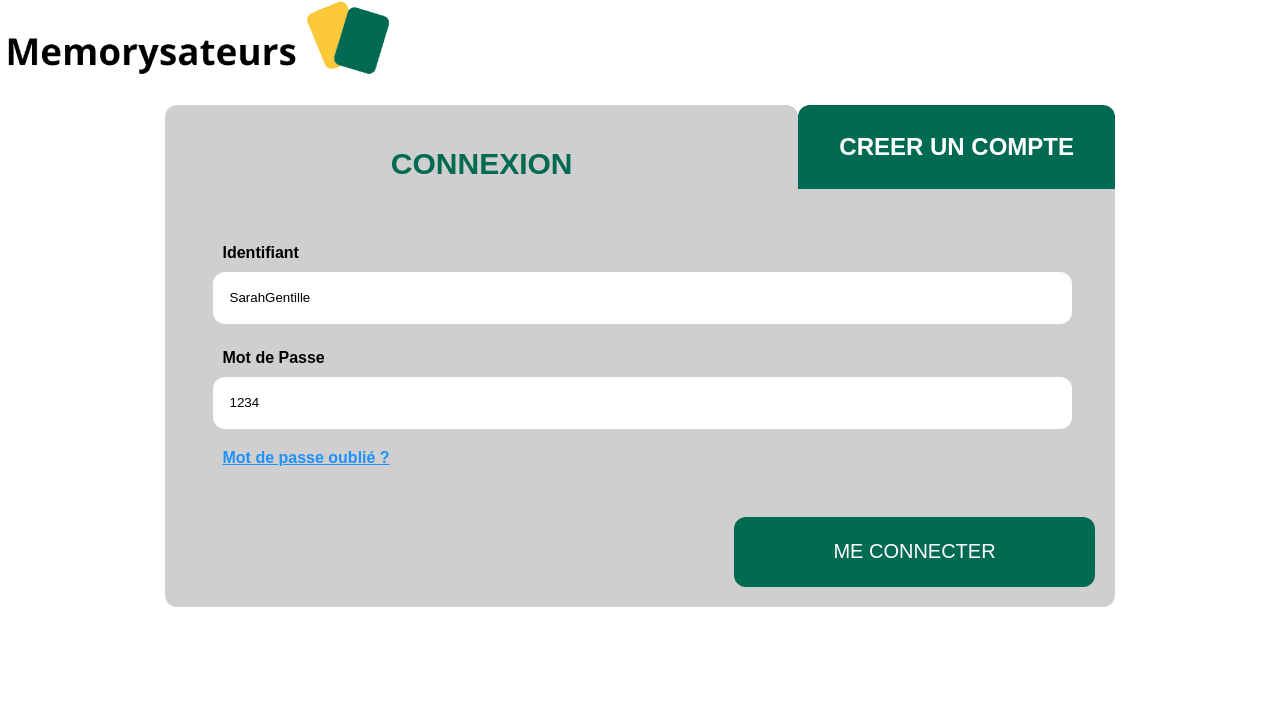 Memorysateurs
CONNEXION
CREER UN COMPTE
Identifiant
SarahGentille
Mot de Passe
1234
Mot de passe oublié ?
ME CONNECTER